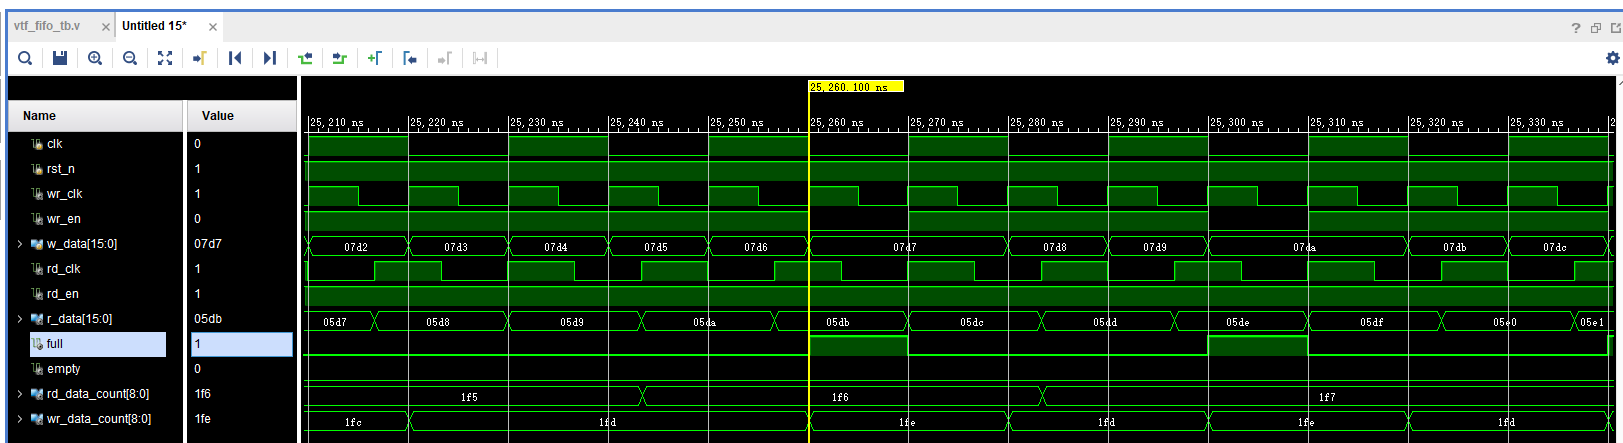 vtf_fifo_tb.v × Untitled 15* ×
25,260.100 ns
Name Value
25,210 ns 25,220 ns 25,230 ns 25,240 ns 25,250 ns 25,260 ns 25,270 ns 25,280 ns 25,290 ns 25,300 ns 25,310 ns 25,320 ns 25,330 ns
clk 0
rst_n 1
wr_clk 1
wr_en 0
w_data[15:0] 07d7 07d2 07d3 07d4 07d5 07d6 07d7 07d8 07d9 07da 07db 07dc
rd_clk 1
rd_en 1
r_data[15:0] 05db 05d7 05d8 05d9 05da 05db 05dc 05dd 05de 05df 05e0 05e1
full 1
empty 0
rd_data_count[8:0] 1f6 1f5 1f6 1f7
wr_data_count[8:0] 1fe 1fc 1fd 1fe 1fd 1fe 1fd